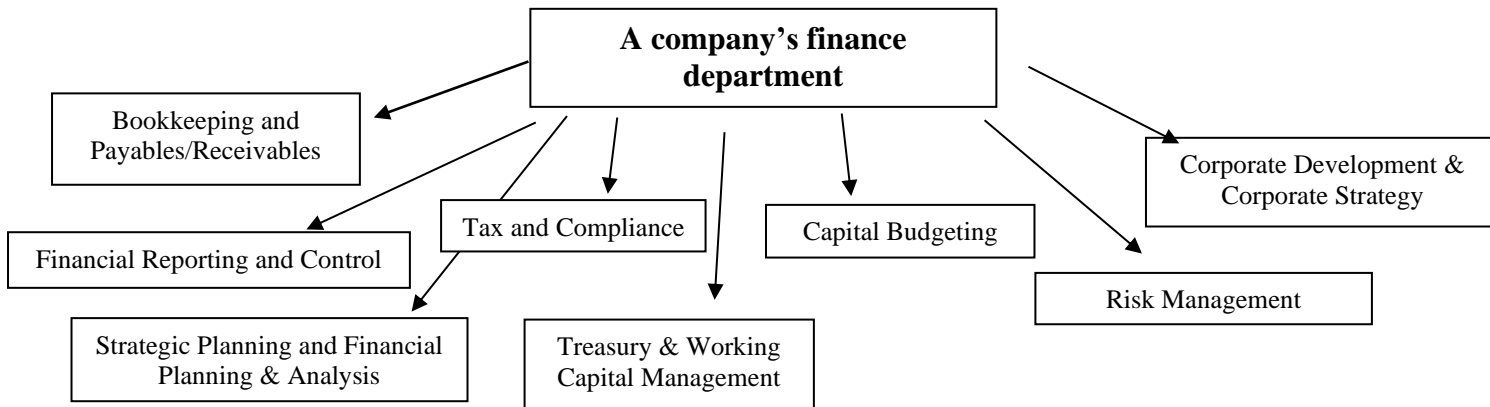 A company’s finance
department
Bookkeeping and
Payables/Receivables
Corporate Development &
Corporate Strategy
Tax and Compliance
Capital Budgeting
Financial Reporting and Control
Risk Management
Strategic Planning and Financial
Planning & Analysis
Treasury & Working
Capital Management